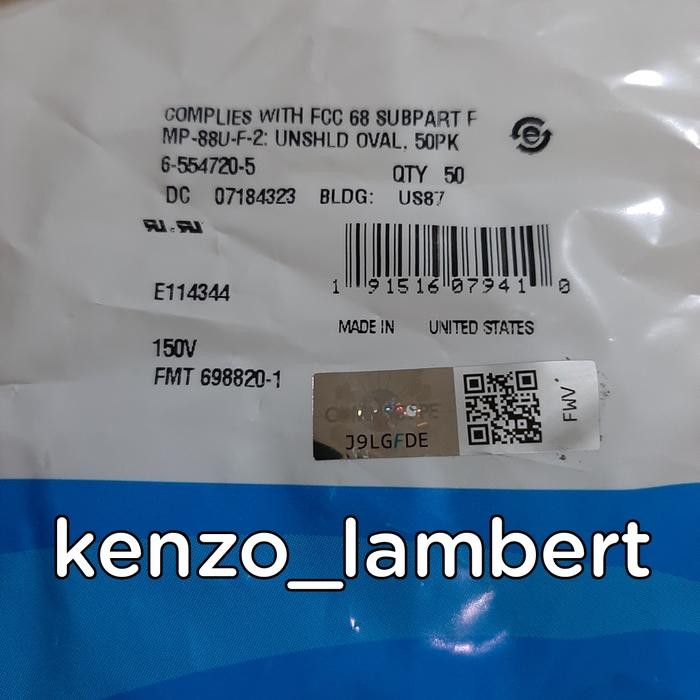 COMPLIES WITH FCC 68 SUBPART F
MP-88U-F-2: UNSHLD OVAL, 50PK
6-554720-5
QTY 50
DC 07184323 BLDG: US87
E114344
1 91516 07941 0
MADE IN UNITED STATES
150V
FMT 698820-1
J9LGFDE
FWV
kenzo_lambert